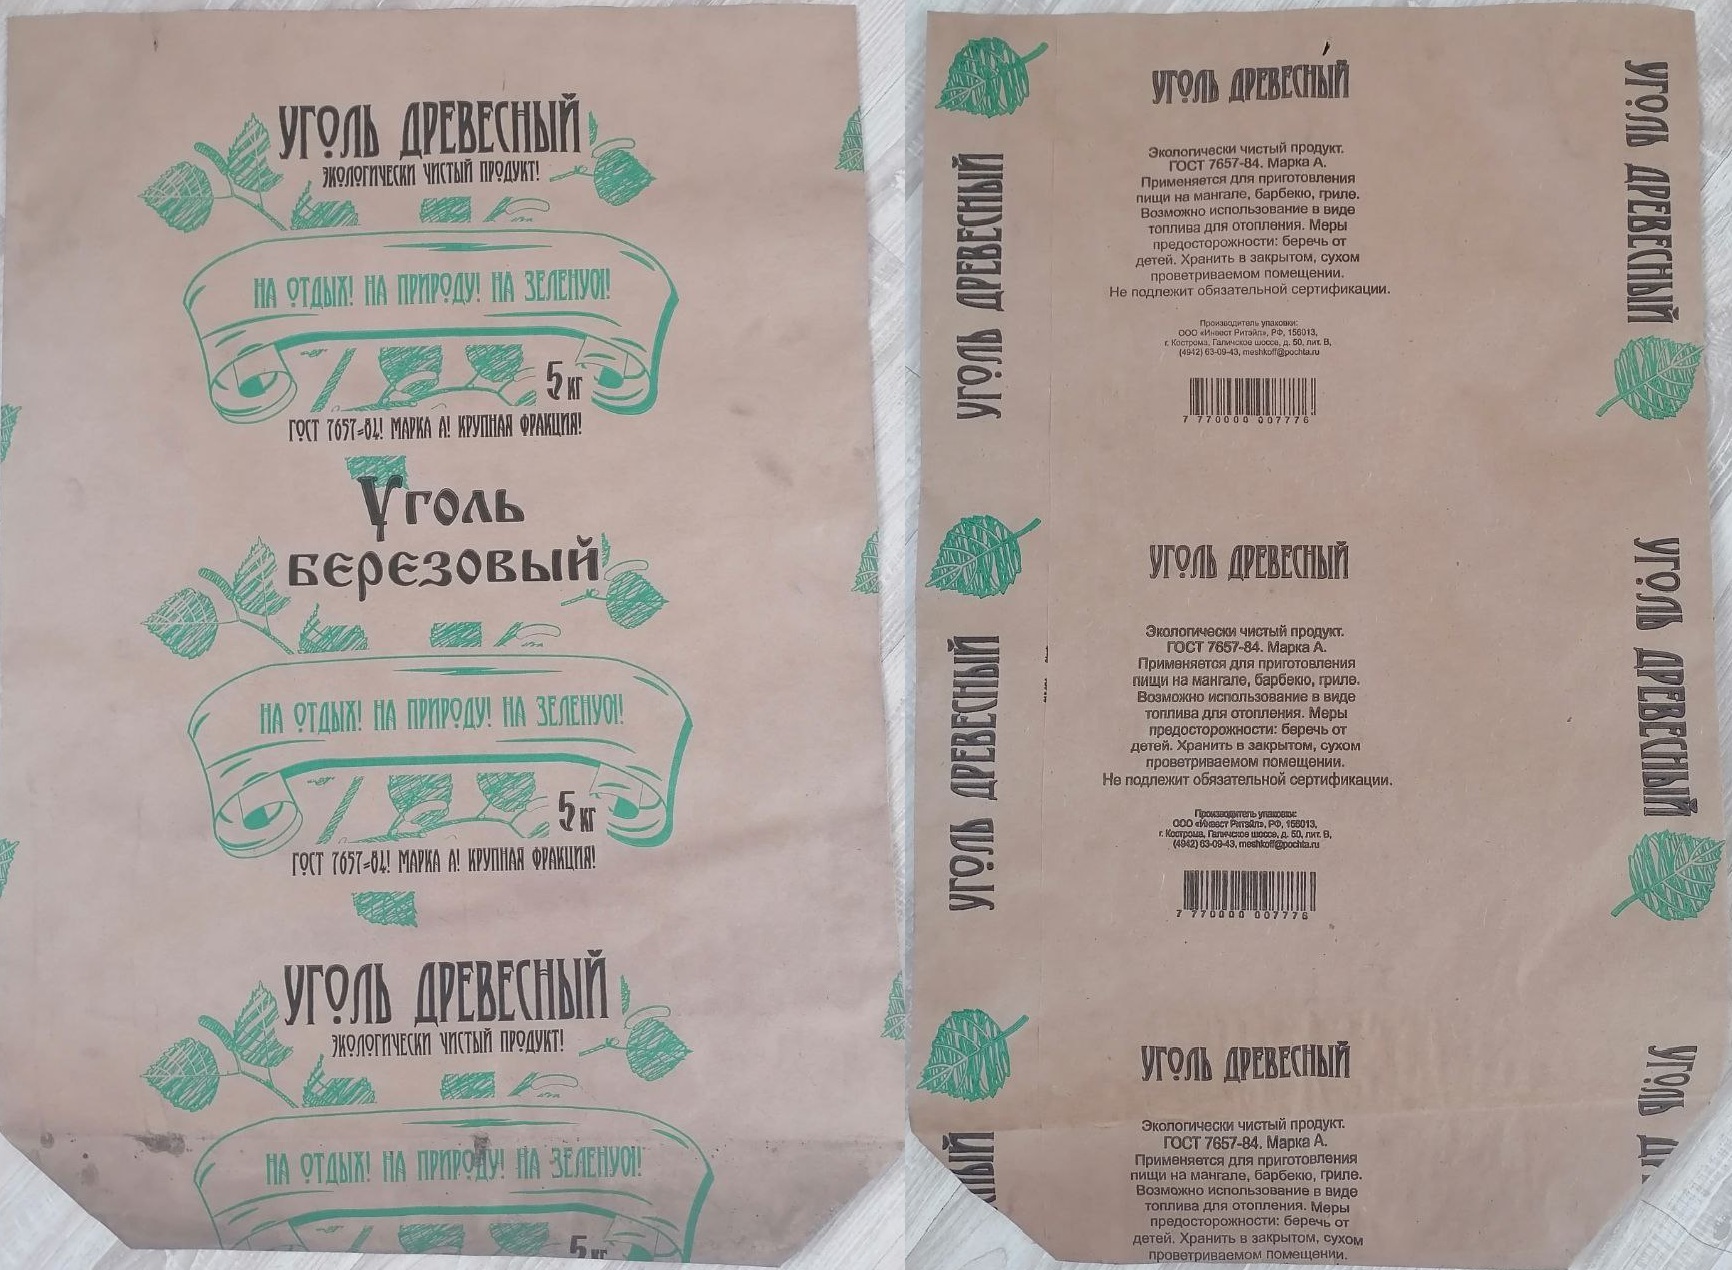 УГОЛЬ ДРЕВЕСНЫЙ
ЭКОЛОГИЧЕСКИ ЧИСТЫЙ ПРОДУКТ!
НА ОТДЫХ! НА ПРИРОДУ! НА ЗЕЛЕНУЮ!
5 КГ
ГОСТ 7657-84! МАРКА А! КРУПНАЯ ФРАКЦИЯ!
Уголь
березовый
НА ОТДЫХ! НА ПРИРОДУ! НА ЗЕЛЕНУЮ!
5 КГ
ГОСТ 7657-84! МАРКА А! КРУПНАЯ ФРАКЦИЯ!
УГОЛЬ ДРЕВЕСНЫЙ
ЭКОЛОГИЧЕСКИ ЧИСТЫЙ ПРОДУКТ!
НА ОТДЫХ! НА ПРИРОДУ! НА ЗЕЛЕНУЮ!
5 КГ
УГОЛЬ ДРЕВЕСНЫЙ
Экологически чистый продукт.
ГОСТ 7657-84. Марка А.
Применяется для приготовления
пищи на мангале, барбекю, гриле.
Возможно использование в виде
топлива для отопления. Меры
предосторожности: беречь от
детей. Хранить в закрытом, сухом
проветриваемом помещении.
Не подлежит обязательной сертификации.
Производитель упаковки:
ООО «Инвест Ритэйл», РФ, 156013,
г. Кострома, Галичское шоссе, д. 50, лит. В,
(4942) 63-09-43, meshkoff@pochta.ru
7 770000 007776
УГОЛЬ ДРЕВЕСНЫЙ
УГОЛЬ ДРЕВЕСНЫЙ
УГОЛЬ ДРЕВЕСНЫЙ
Экологически чистый продукт.
ГОСТ 7657-84. Марка А.
Применяется для приготовления
пищи на мангале, барбекю, гриле.
Возможно использование в виде
топлива для отопления. Меры
предосторожности: беречь от
детей. Хранить в закрытом, сухом
проветриваемом помещении.
Не подлежит обязательной сертификации.
Производитель упаковки:
ООО «Инвест Ритэйл», РФ, 156013,
г. Кострома, Галичское шоссе, д. 50, лит. В,
(4942) 63-09-43, meshkoff@pochta.ru
7 770000 007776
УГОЛЬ ДРЕВЕСНЫЙ
УГОЛЬ ДРЕВЕСНЫЙ
УГОЛЬ ДРЕВЕСНЫЙ
Экологически чистый продукт.
ГОСТ 7657-84. Марка А.
Применяется для приготовления
пищи на мангале, барбекю, гриле.
Возможно использование в виде
топлива для отопления. Меры
предосторожности: беречь от
детей. Хранить в закрытом, сухом
проветриваемом помещении.
УГОЛЬ